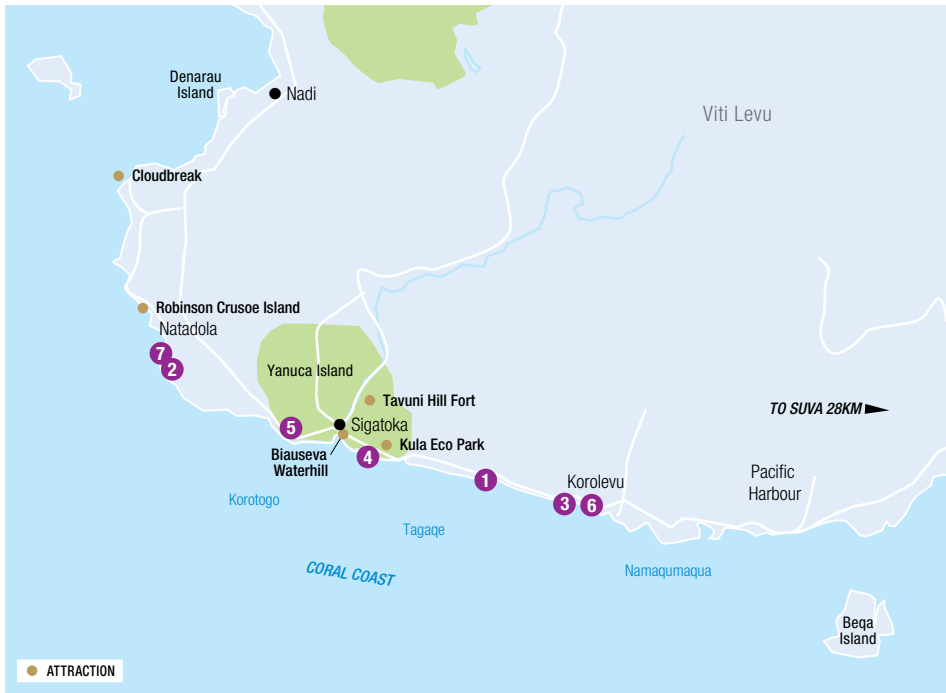 Denarau
Island
Nadi
Viti Levu
Cloudbreak
Robinson Crusoe Island
Natadola
7
2
Yanuca Island
Tavuni Hill Fort
TO SUVA 28KM
5
Sigatoka
Kula Eco Park
Biauseva
Waterhill
4
1
Korolevu
3
6
Pacific
Harbour
Korotogo
Tagaqe
CORAL COAST
Namaqumaqua
Beqa
Island
ATTRACTION